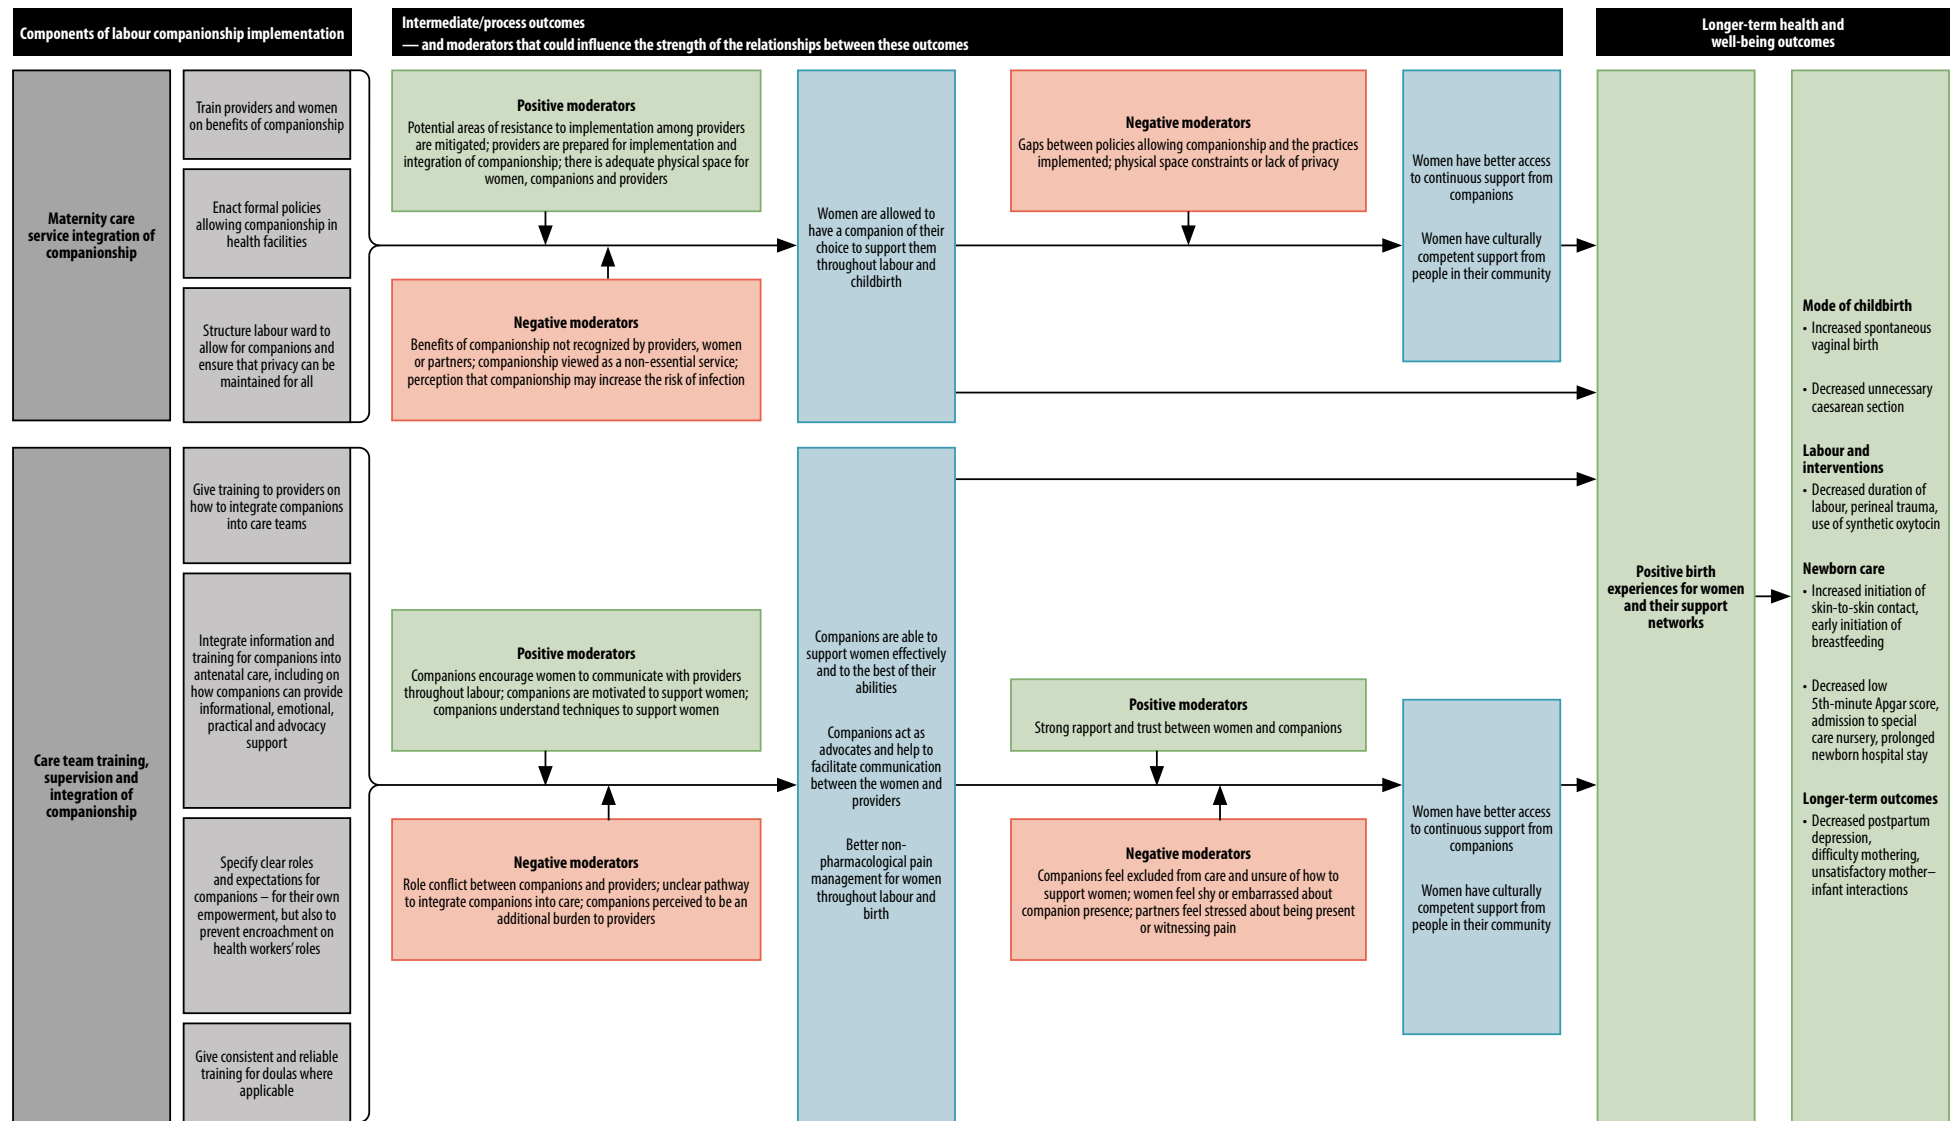 Components of labour companionship implementation
Intermediate/process outcomes
— and moderators that could influence the strength of the relationships between these outcomes
Longer-term health and
well-being outcomes
Maternity care
service integration of
companionship
Train providers and women
on benefits of companionship
Enact formal policies
allowing companionship in
health facilities
Structure labour ward to
allow for companions and
ensure that privacy can be
maintained for all
Positive moderators
Potential areas of resistance to implementation among providers
are mitigated; providers are prepared for implementation and
integration of companionship; there is adequate physical space for
women, companions and providers
Negative moderators
Benefits of companionship not recognized by providers, women
or partners; companionship viewed as a non-essential service;
perception that companionship may increase the risk of infection
Women are allowed to
have a companion of their
choice to support them
throughout labour and
childbirth
Negative moderators
Gaps between policies allowing companionship and the practices
implemented; physical space constraints or lack of privacy
Women have better access
to continuous support from
companions
Women have culturally
competent support from
people in their community
Care team training,
supervision and
integration of
companionship
Give training to providers on
how to integrate companions
into care teams
Integrate information and
training for companions into
antenatal care, including on
how companions can provide
informational, emotional,
practical and advocacy
support
Specify clear roles
and expectations for
companions – for their own
empowerment, but also to
prevent encroachment on
health workers' roles
Give consistent and reliable
training for doulas where
applicable
Positive moderators
Companions encourage women to communicate with providers
throughout labour; companions are motivated to support women;
companions understand techniques to support women
Negative moderators
Role conflict between companions and providers; unclear pathway
to integrate companions into care; companions perceived to be an
additional burden to providers
Companions are able to
support women effectively
and to the best of their
abilities
Companions act as
advocates and help to
facilitate communication
between the women and
providers
Better non-
pharmacological pain
management for women
throughout labour and
birth
Positive moderators
Strong rapport and trust between women and companions
Negative moderators
Companions feel excluded from care and unsure of how to
support women; women feel shy or embarrassed about
companion presence; partners feel stressed about being present
or witnessing pain
Women have better access
to continuous support from
companions
Women have culturally
competent support from
people in their community
Positive birth
experiences for women
and their support
networks
Mode of childbirth
• Increased spontaneous
vaginal birth
• Decreased unnecessary
caesarean section
Labour and
interventions
• Decreased duration of
labour, perineal trauma,
use of synthetic oxytocin
Newborn care
• Increased initiation of
skin-to-skin contact,
early initiation of
breastfeeding
• Decreased low
5th-minute Apgar score,
admission to special
care nursery, prolonged
newborn hospital stay
Longer-term outcomes
• Decreased postpartum
depression,
difficulty mothering,
unsatisfactory mother–
infant interactions